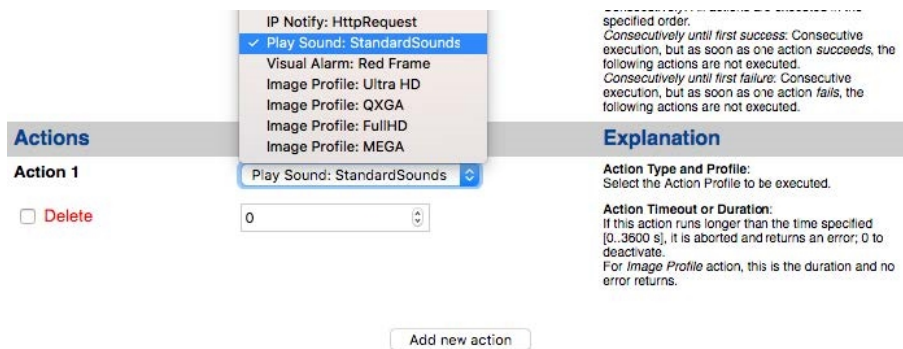 IP Notify: HttpRequest
✓ Play Sound: StandardSounds
Visual Alarm: Red Frame
Image Profile: Ultra HD
Image Profile: QXGA
Image Profile: FullHD
Image Profile: MEGA
specified order.
Consecutively until first success: Consecutive
execution, but as soon as one action succeeds, the
following actions are not executed.
Consecutively until first failure: Consecutive
execution, but as soon as one action fails, the
following actions are not executed.
Actions
Explanation
Action 1
Play Sound: StandardSounds
Action Type and Profile:
Select the Action Profile to be executed.
Delete
0
Action Timeout or Duration:
If this action runs longer than the time specified
[0..3600 s], it is aborted and returns an error; 0 to
deactivate.
For Image Profile action, this is the duration and no
error returns.
Add new action